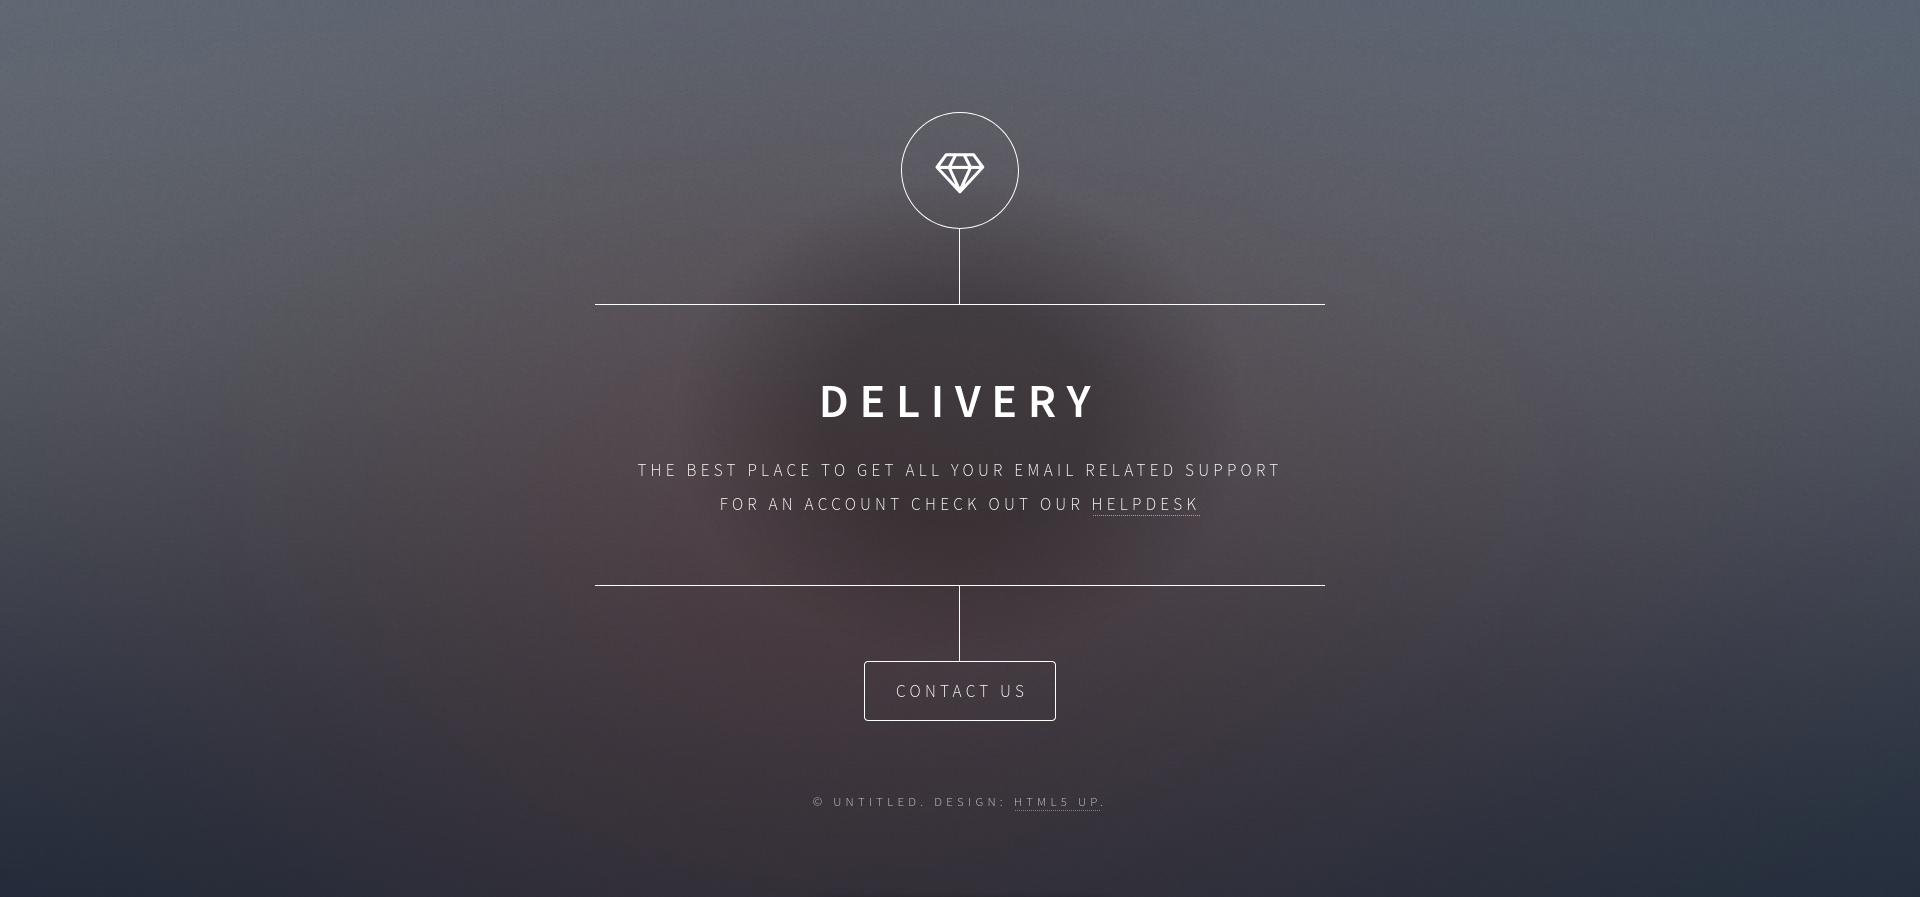 DELIVERY
THE BEST PLACE TO GET ALL YOUR EMAIL RELATED SUPPORT
FOR AN ACCOUNT CHECK OUT OUR HELPDESK
CONTACT US
© UNTITLED. DESIGN: HTML5 UP.